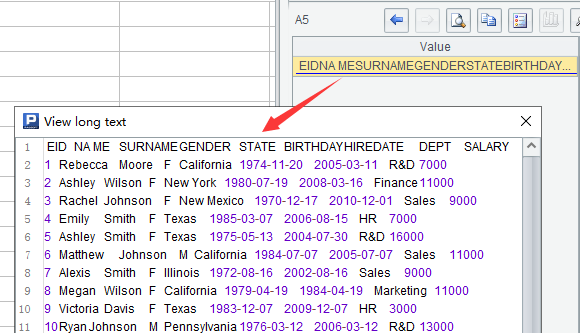 A5
Value
EIDNA MESURNAMEGENDERSTATEBIRTHDAY...
View long text
1 EID NA ME SURNAMEGENDER STATE BIRTHDAYHIREDATE DEPT SALARY
2 1 Rebecca Moore F California 1974-11-20 2005-03-11 R&D 7000
3 2 Ashley Wilson F New York 1980-07-19 2008-03-16 Finance 11000
4 3 Rachel Johnson F New Mexico 1970-12-17 2010-12-01 Sales 9000
5 4 Emily Smith F Texas 1985-03-07 2006-08-15 HR 7000
6 5 Ashley Smith F Texas 1975-05-13 2004-07-30 R&D 16000
7 6 Matthew Johnson M California 1984-07-07 2005-07-07 Sales 11000
8 7 Alexis Smith F Illinois 1972-08-16 2002-08-16 Sales 9000
9 8 Megan Wilson F California 1979-04-19 1984-04-19 Marketing 11000
10 9 Victoria Davis F Texas 1983-12-07 2009-12-07 HR 3000
11 10 Ryan Johnson M Pennsylvania 1976-03-12 2006-03-12 R&D 13000